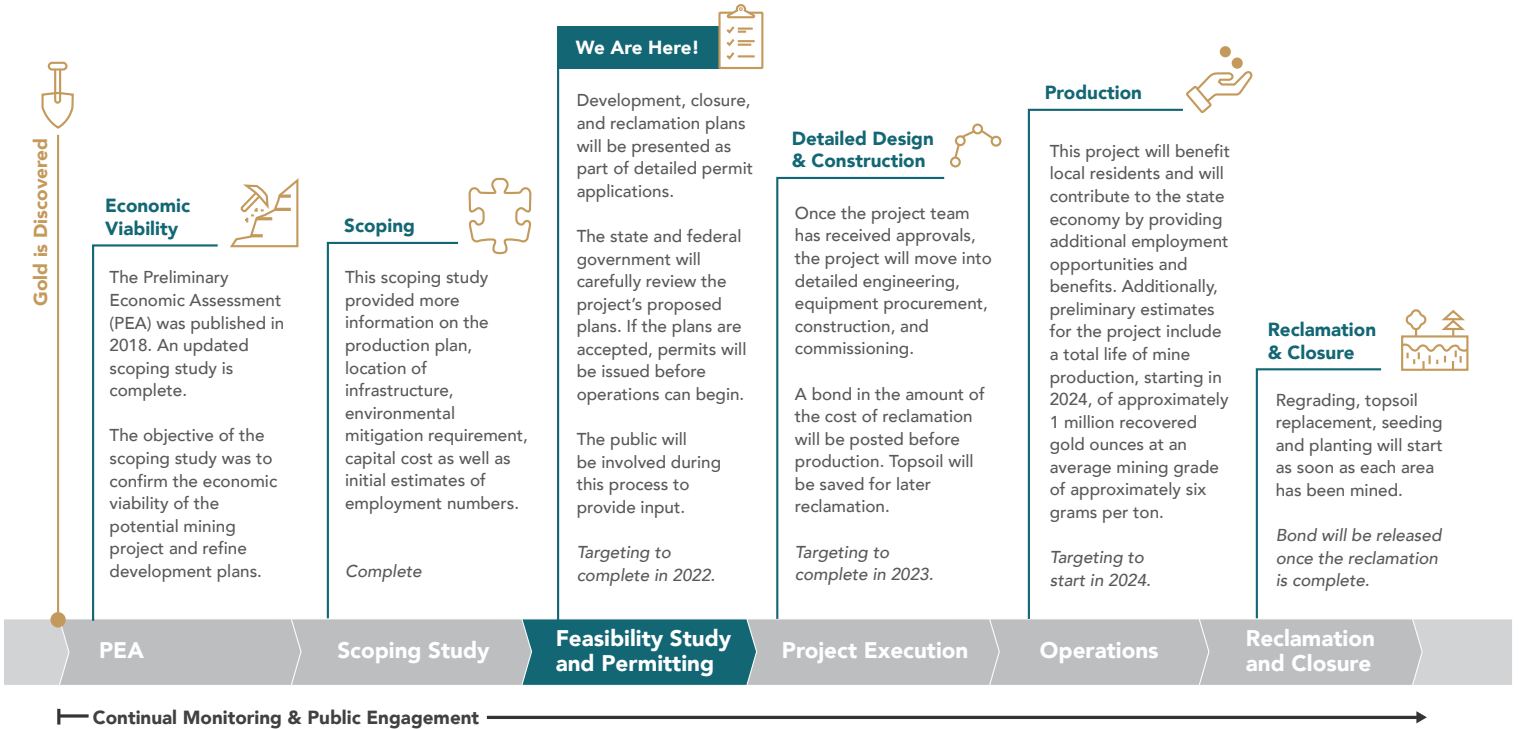 Gold is Discovered
Economic
Viability
The Preliminary
Economic Assessment
(PEA) was published in
2018. An updated
scoping study is
complete.
The objective of the
scoping study was to
confirm the economic
viability of the
potential mining
project and refine
development plans.
Scoping
This scoping study
provided more
information on the
production plan,
location of
infrastructure,
environmental
mitigation requirement,
capital cost as well as
initial estimates of
employment numbers.
Complete
We Are Here!
Development, closure,
and reclamation plans
will be presented as
part of detailed permit
applications.
The state and federal
government will
carefully review the
project’s proposed
plans. If the plans are
accepted, permits will
be issued before
operations can begin.
The public will
be involved during
this process to
provide input.
Targeting to
complete in 2022.
Detailed Design
& Construction
Once the project team
has received approvals,
the project will move into
detailed engineering,
equipment procurement,
construction, and
commissioning.
A bond in the amount of
the cost of reclamation
will be posted before
production. Topsoil will
be saved for later
reclamation.
Targeting to
complete in 2023.
Production
This project will benefit
local residents and will
contribute to the state
economy by providing
additional employment
opportunities and
benefits. Additionally,
preliminary estimates
for the project include
a total life of mine
production, starting in
2024, of approximately
1 million recovered
gold ounces at an
average mining grade
of approximately six
grams per ton.
Targeting to
start in 2024.
Reclamation
& Closure
Regrading, topsoil
replacement, seeding
and planting will start
as soon as each area
has been mined.
Bond will be released
once the reclamation
is complete.
PEA
Scoping Study
Feasibility Study
and Permitting
Project Execution
Operations
Reclamation
and Closure
Continual Monitoring & Public Engagement